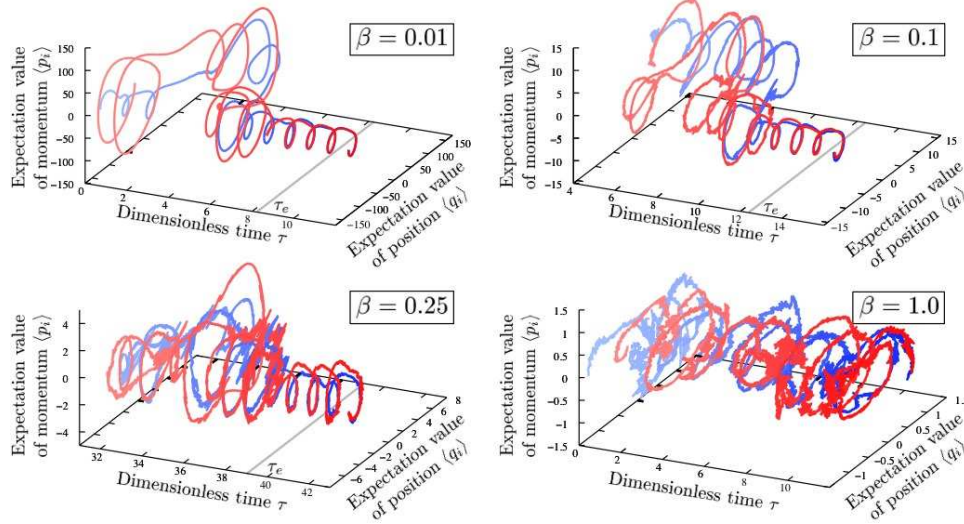 β = 0.01
Expectation value
of momentum ⟨p_i⟩
150
100
50
0
−50
−100
−150
0
2
4
6
8
10
τ_e
Dimensionless time τ
−150
−100
−50
0
50
100
150
Expectation value
of position ⟨q_i⟩
β = 0.1
Expectation value
of momentum ⟨p_i⟩
15
10
5
0
−5
−10
−15
4
6
8
10
12
14
τ_e
Dimensionless time τ
−15
−10
−5
0
5
10
15
Expectation value
of position ⟨q_i⟩
β = 0.25
Expectation value
of momentum ⟨p_i⟩
4
2
0
−2
−4
32
34
36
38
40
42
τ_e
Dimensionless time τ
−6
−4
−2
0
2
4
6
8
Expectation value
of position ⟨q_i⟩
β = 1.0
Expectation value
of momentum ⟨p_i⟩
1.5
1
0.5
0
−0.5
−1
−1.5
0
2
4
6
8
10
Dimensionless time τ
−1
−0.5
0
0.5
1
Expectation value
of position ⟨q_i⟩